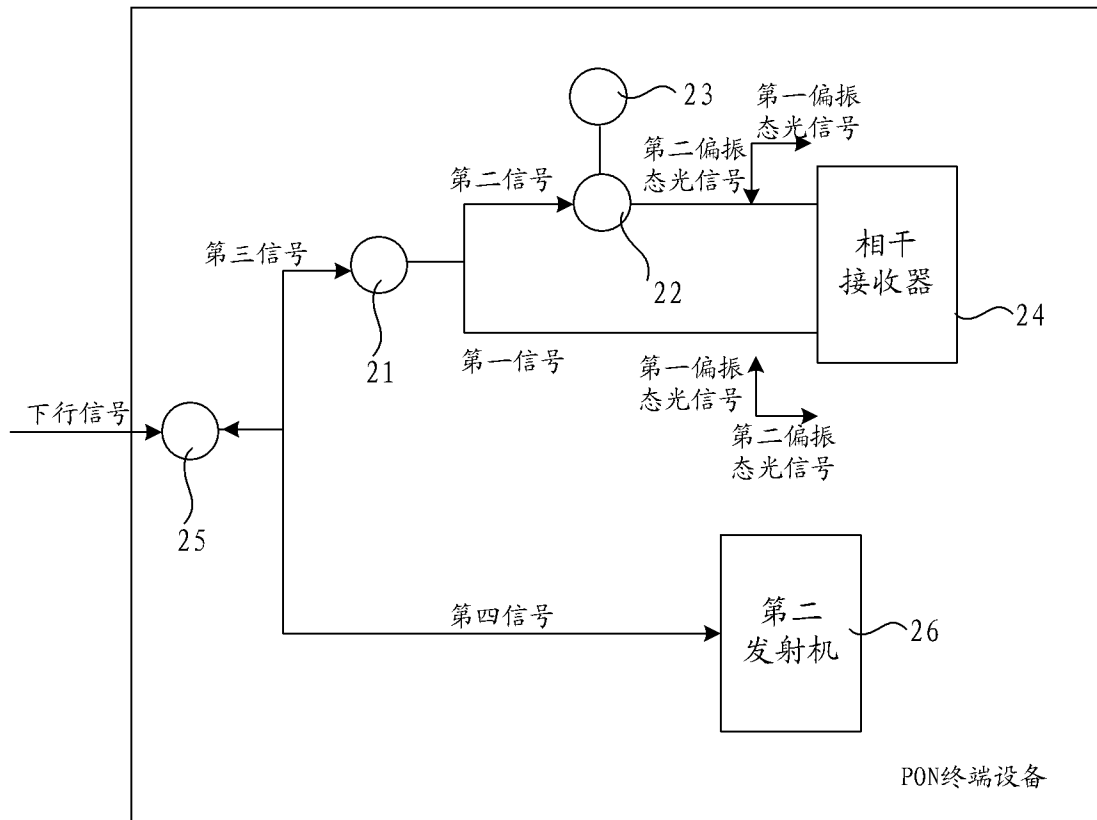 23
第一偏振
态光信号
第二偏振
态光信号
第二信号
22
相干
接收器
24
第三信号
21
第一信号
第一偏振
态光信号
第二偏振
态光信号
下行信号
25
第四信号
第二
发射机
26
PON终端设备